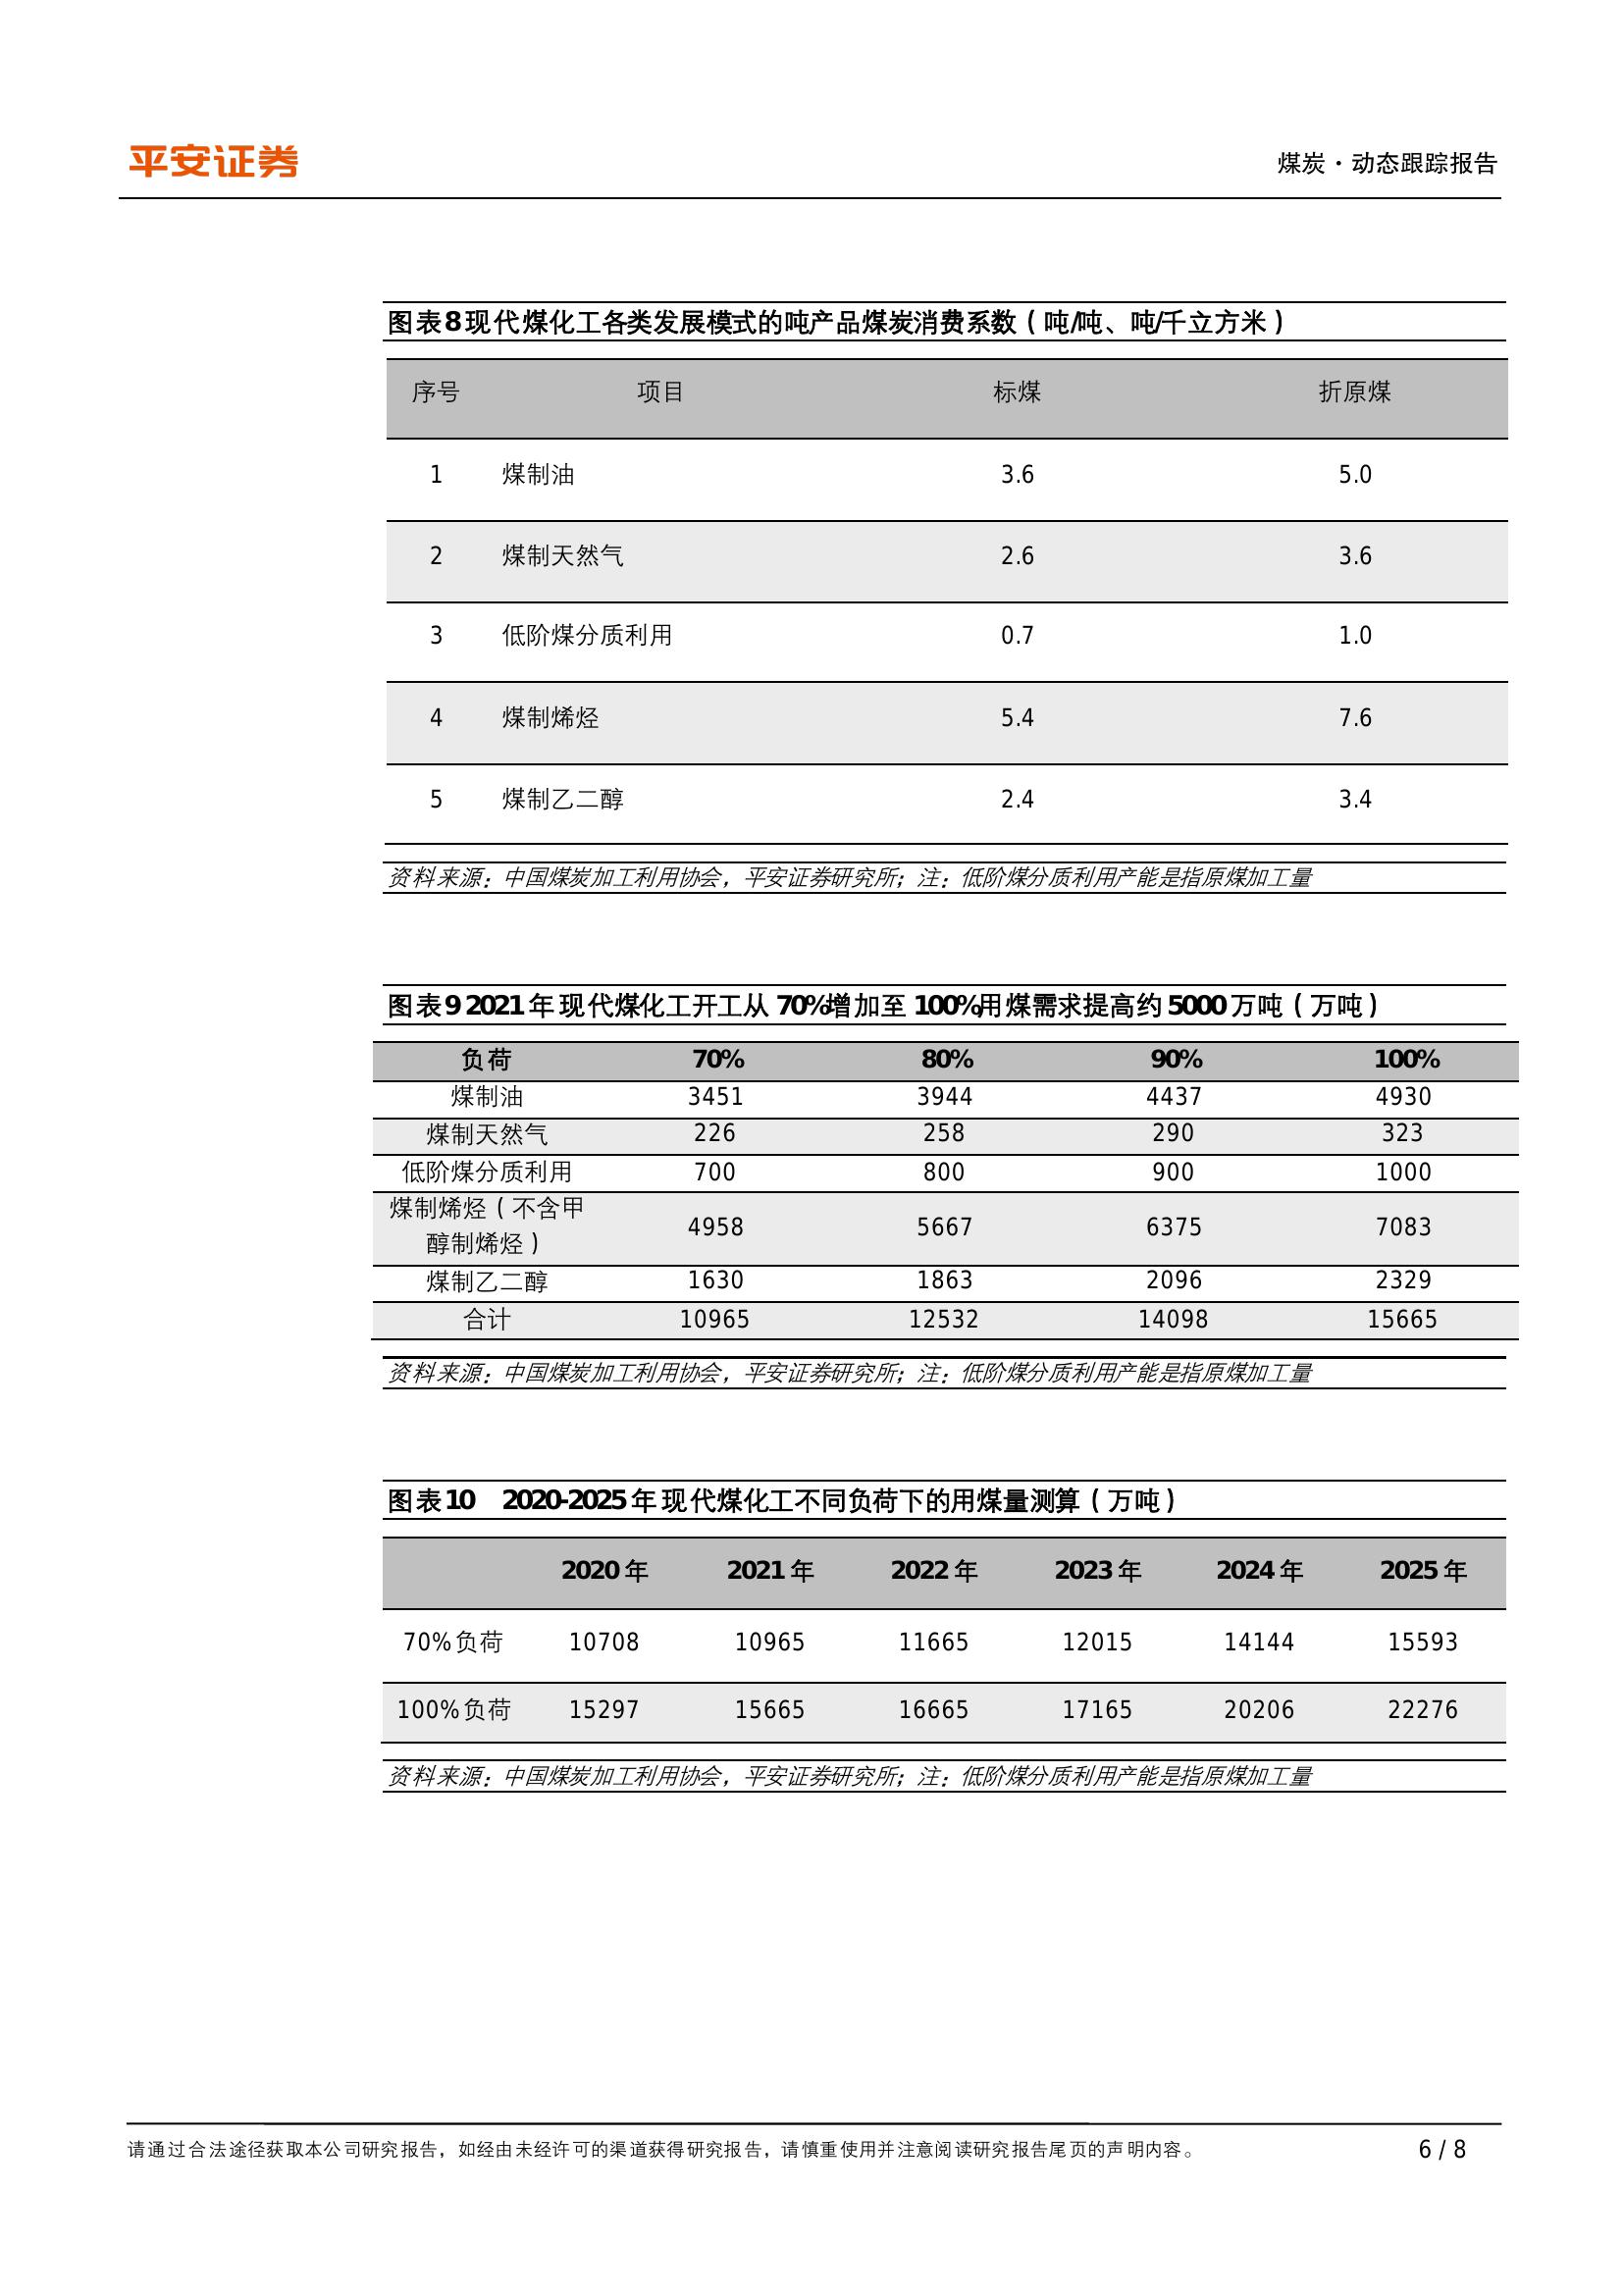 平安证券
煤炭·动态跟踪报告
图表8 现代煤化工各类发展模式的吨产品煤炭消费系数（吨/吨、吨/千立方米）
序号 项目 标煤 折原煤
1 煤制油 3.6 5.0
2 煤制天然气 2.6 3.6
3 低阶煤分质利用 0.7 1.0
4 煤制烯烃 5.4 7.6
5 煤制乙二醇 2.4 3.4
资料来源：中国煤炭加工利用协会，平安证券研究所；注：低阶煤分质利用产能是指原煤加工量
图表9 2021年现代煤化工开工从70%增加至100%用煤需求提高约5000万吨（万吨）
负荷 70% 80% 90% 100%
煤制油 3451 3944 4437 4930
煤制天然气 226 258 290 323
低阶煤分质利用 700 800 900 1000
煤制烯烃（不含甲
醇制烯烃） 4958 5667 6375 7083
煤制乙二醇 1630 1863 2096 2329
合计 10965 12532 14098 15665
资料来源：中国煤炭加工利用协会，平安证券研究所；注：低阶煤分质利用产能是指原煤加工量
图表10 2020-2025年现代煤化工不同负荷下的用煤量测算（万吨）
2020年 2021年 2022年 2023年 2024年 2025年
70%负荷 10708 10965 11665 12015 14144 15593
100%负荷 15297 15665 16665 17165 20206 22276
资料来源：中国煤炭加工利用协会，平安证券研究所；注：低阶煤分质利用产能是指原煤加工量
请通过合法途径获取本公司研究报告，如经由未经许可的渠道获得研究报告，请慎重使用并注意阅读研究报告尾页的声明内容。
6 / 8